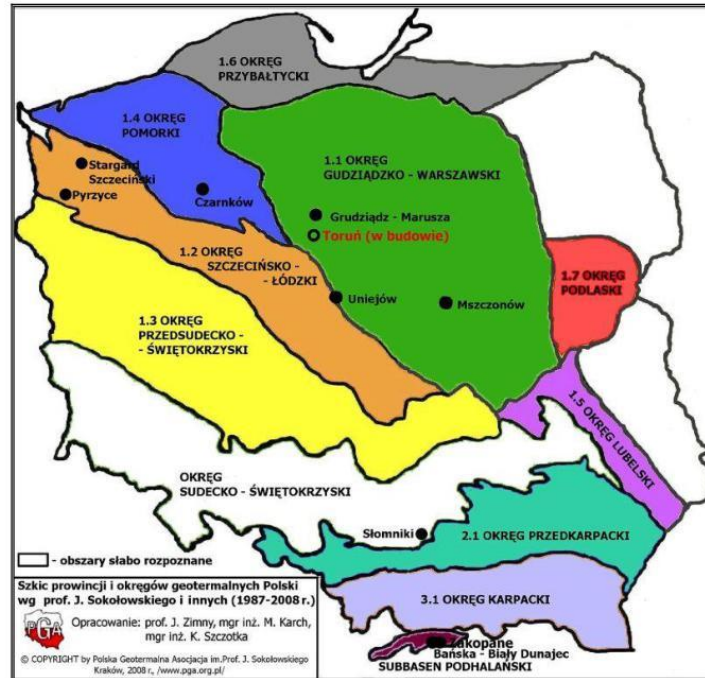 1.6 OKRĘG
PRZYBAŁTYCKI
1.4 OKRĘG
POMORKI
1.1 OKRĘG
GUDZIĄDZKO - WARSZAWSKI
Stargard
Szczeciński
Pyrzyce
Czarnków
Grudziądz - Marusza
Toruń (w budowie)
1.2 OKRĘG
SZCZECIŃSKO -
- ŁÓDZKI
1.7 OKRĘG
PODLASKI
Uniejów
Mszczonów
1.3 OKRĘG
PRZEDSUDECKO -
- ŚWIĘTOKRZYSKI
1.5 OKRĘG LUBELSKI
OKRĘG
SUDECKO - ŚWIĘTOKRZYSKI
Słomniki
2.1 OKRĘG PRZEDKARPACKI
- obszary słabo rozpoznane
3.1 OKRĘG KARPACKI
Szkic prowincji i okręgów geotermalnych Polski
wg prof. J. Sokołowskiego i innych (1987-2008 r.)
PGA
Opracowanie: prof. J. Zimny, mgr inż. M. Karch,
mgr inż. K. Szczotka
© COPYRIGHT by Polska Geotermalna Asocjacja im.Prof. J. Sokołowskiego
Kraków, 2008 r., /www.pga.org.pl/
Zakopane
Bańska - Biały Dunajec
SUBBASEN PODHALAŃSKI